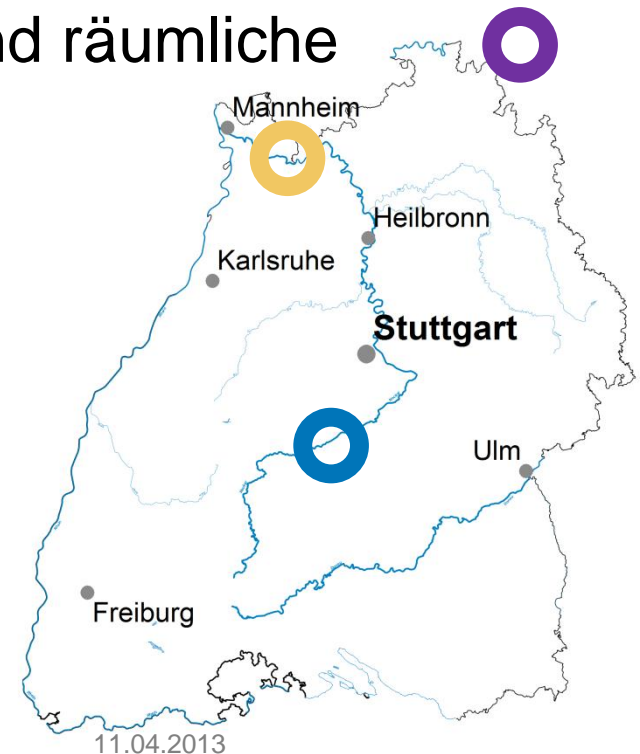 nd räumliche
Mannheim
Heilbronn
Karlsruhe
Stuttgart
Ulm
Freiburg
11.04.2013